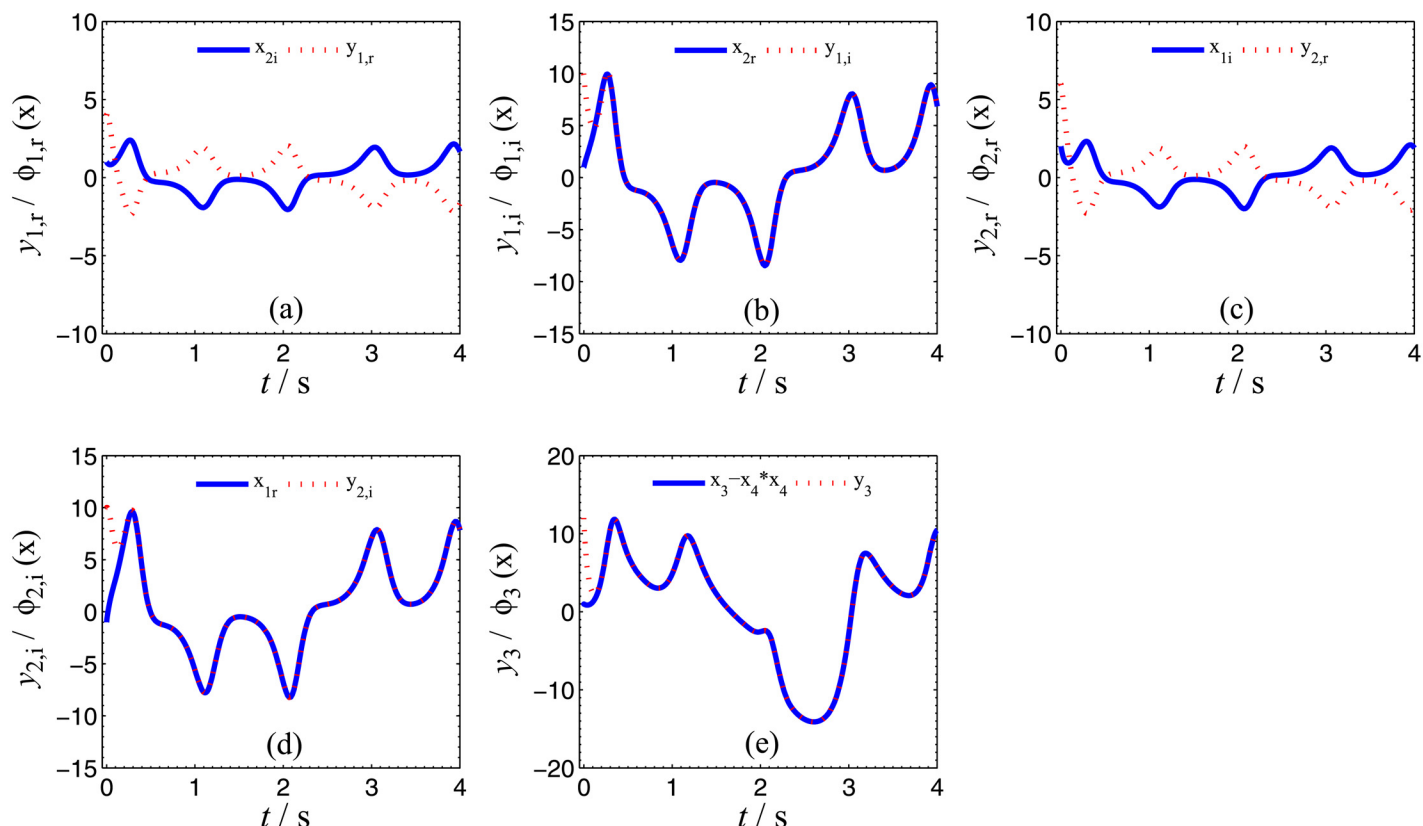 x2i y1,r
y1,r / ϕ1,r (x)
10
5
0
−5
−10
(a)
0 1 2 3 4
t / s
x2r y1,i
y1,i / ϕ1,i (x)
15
10
5
0
−5
−10
−15
(b)
0 1 2 3 4
t / s
x1i y2,r
y2,r / ϕ2,r (x)
10
5
0
−5
−10
(c)
0 1 2 3 4
t / s
x1r y2,i
y2,i / ϕ2,i (x)
15
10
5
0
−5
−10
−15
(d)
0 1 2 3 4
t / s
x3−x4*x4 y3
y3 / ϕ3 (x)
20
10
0
−10
−20
(e)
0 1 2 3 4
t / s